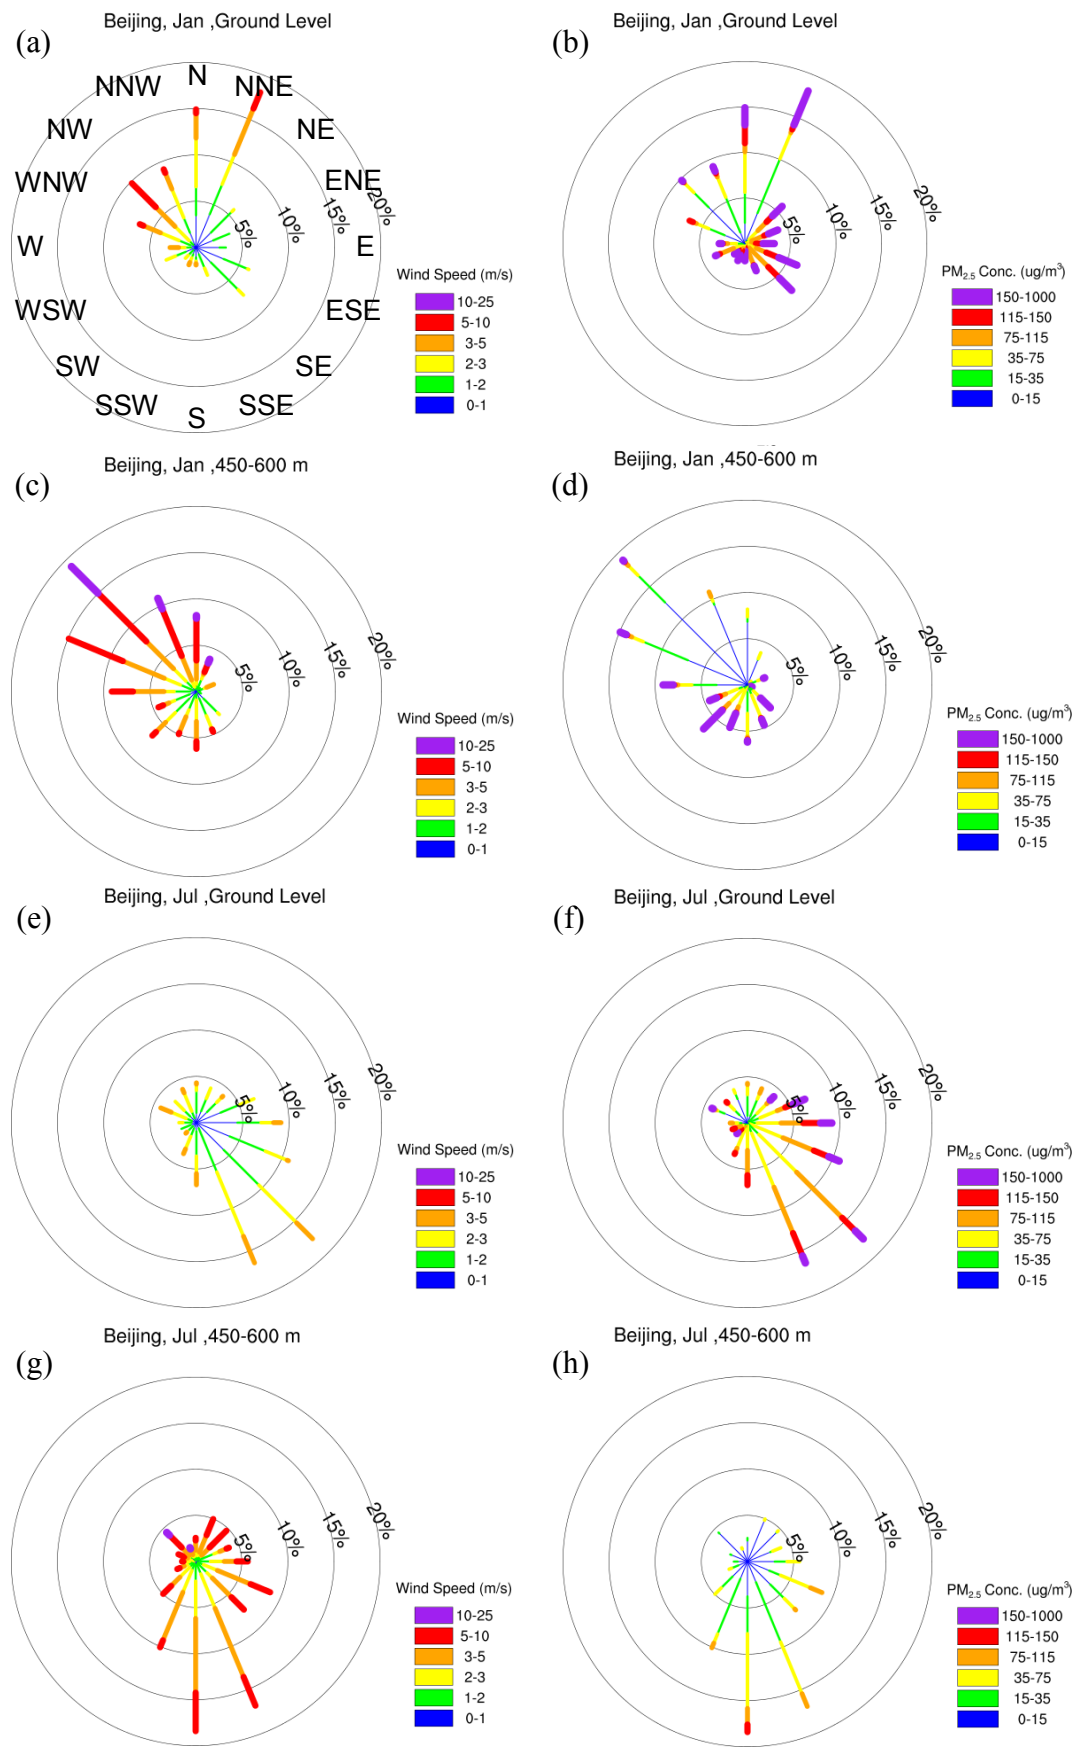 Beijing, Jan ,Ground Level
Beijing, Jan ,Ground Level
(a)
(b)
N
NNW
NNE
NW
NE
WNW
ENE
W
E
WSW
ESE
SW
SE
SSW
S
SSE
5%
10%
15%
20%
Wind Speed (m/s)
10-25
5-10
3-5
2-3
1-2
0-1
5%
10%
15%
20%
PM2.5 Conc. (ug/m³)
150-1000
115-150
75-115
35-75
15-35
0-15
Beijing, Jan ,450-600 m
Beijing, Jan ,450-600 m
(c)
(d)
5%
10%
15%
20%
Wind Speed (m/s)
10-25
5-10
3-5
2-3
1-2
0-1
5%
10%
15%
20%
PM2.5 Conc. (ug/m³)
150-1000
115-150
75-115
35-75
15-35
0-15
Beijing, Jul ,Ground Level
Beijing, Jul ,Ground Level
(e)
(f)
5%
10%
15%
20%
Wind Speed (m/s)
10-25
5-10
3-5
2-3
1-2
0-1
5%
10%
15%
20%
PM2.5 Conc. (ug/m³)
150-1000
115-150
75-115
35-75
15-35
0-15
Beijing, Jul ,450-600 m
Beijing, Jul ,450-600 m
(g)
(h)
5%
10%
15%
20%
Wind Speed (m/s)
10-25
5-10
3-5
2-3
1-2
0-1
5%
10%
15%
20%
PM2.5 Conc. (ug/m³)
150-1000
115-150
75-115
35-75
15-35
0-15